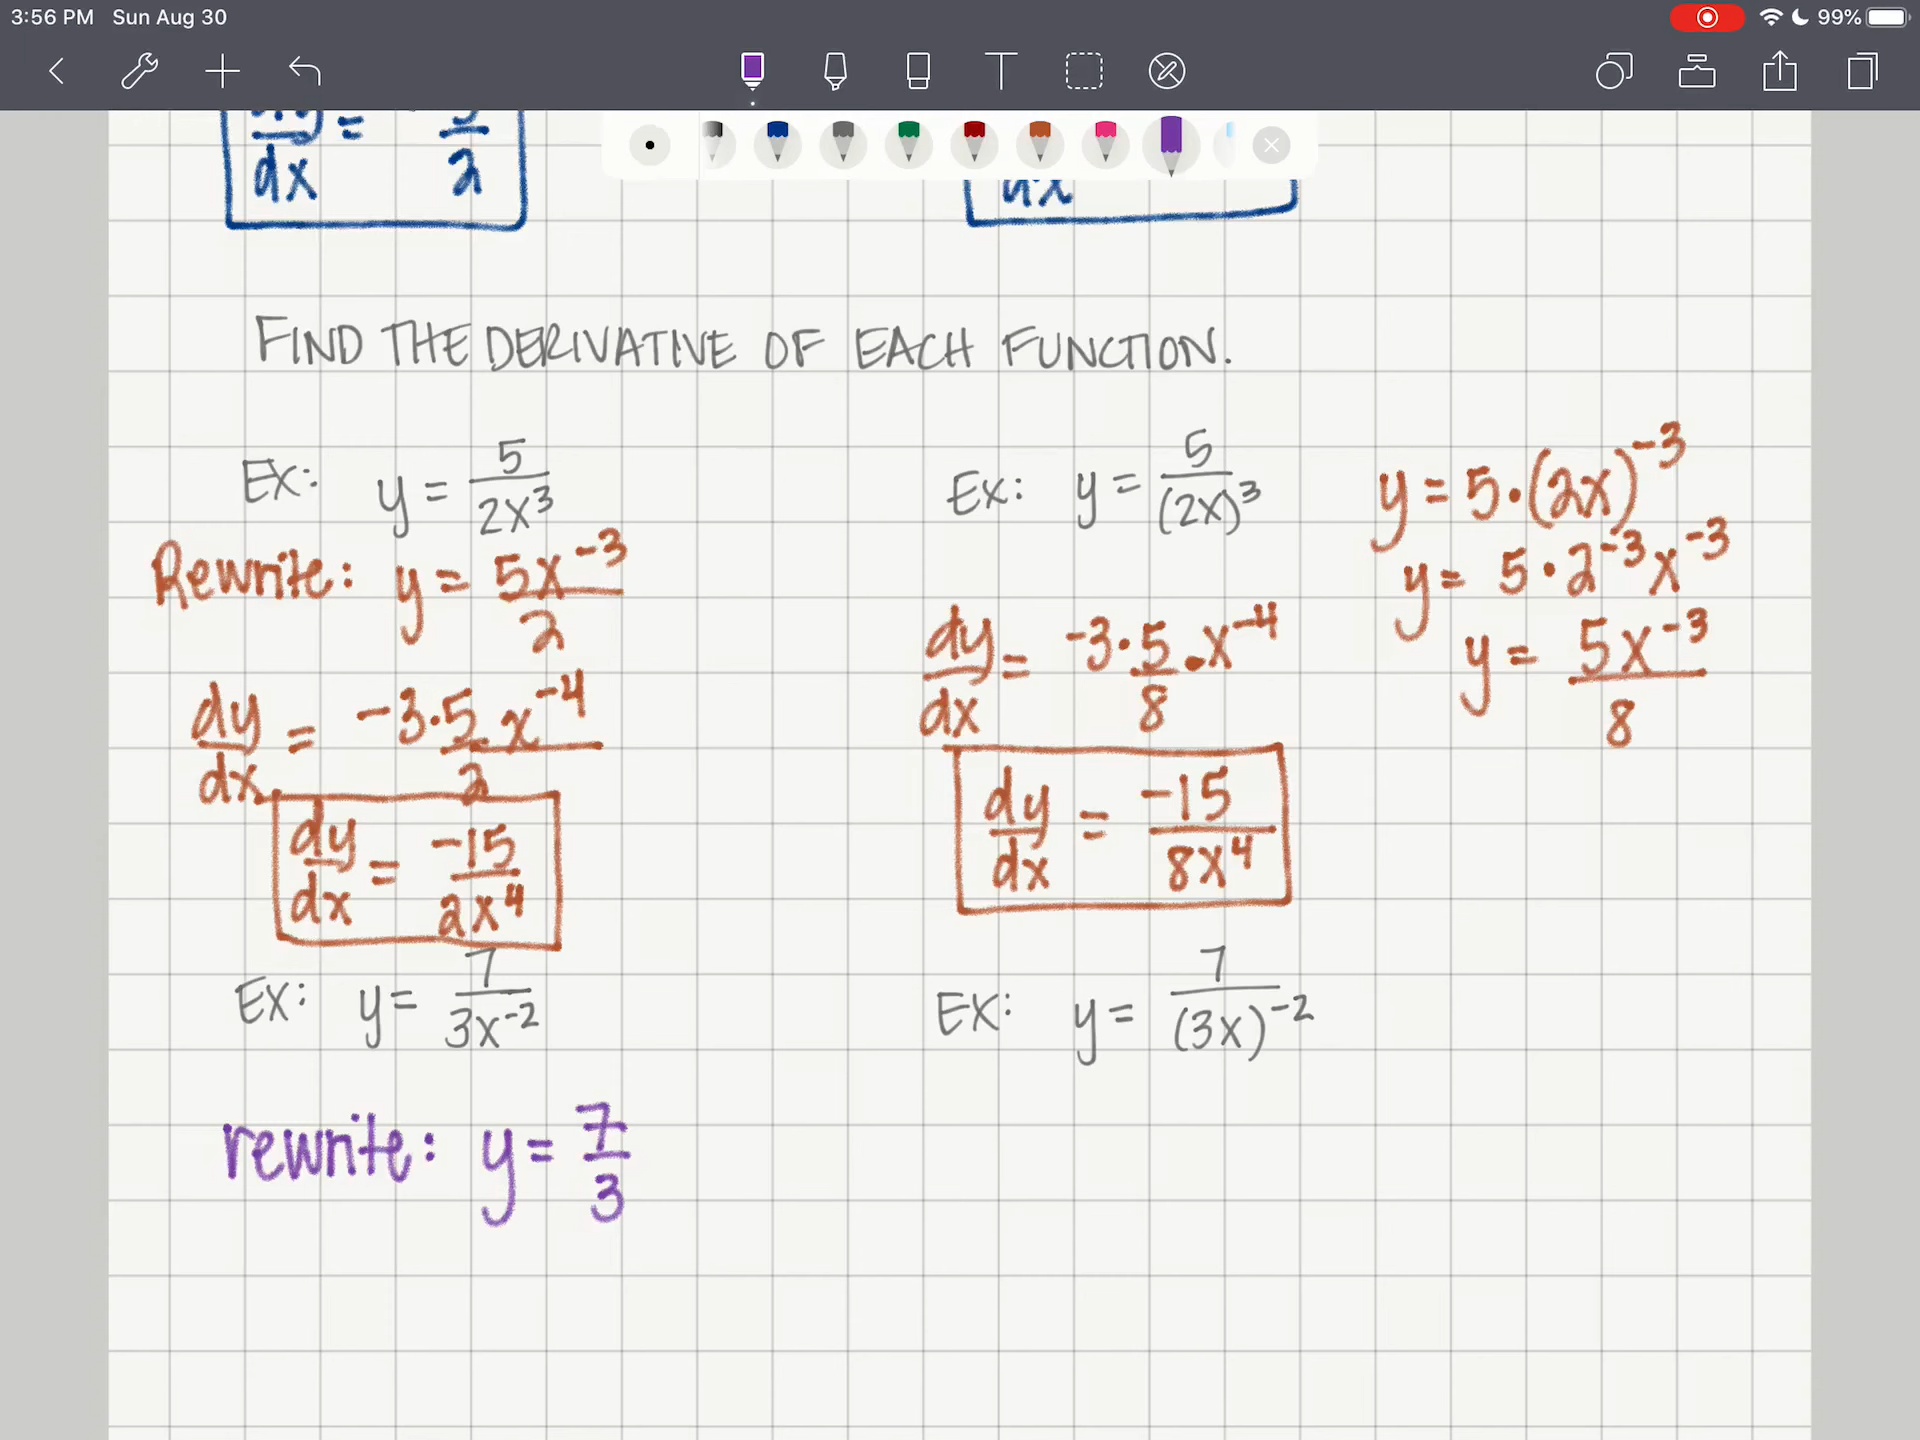 3:56 PM Sun Aug 30 99%
T
dx 2
dx
FIND THE DERIVATIVE OF EACH FUNCTION.
Ex: y = 5/2x³
Rewrite: y = 5x⁻³/2
dy/dx = -3·5x⁻⁴/2
dy/dx = -15/2x⁴
Ex: y = 5/(2x)³
y = 5·(2x)⁻³
y = 5·2⁻³x⁻³
y = 5x⁻³/8
dy/dx = -3·5/8·x⁻⁴
dy/dx = -15/8x⁴
Ex: y = 7/3x⁻²
rewrite: y = 7/3
Ex: y = 7/(3x)⁻²